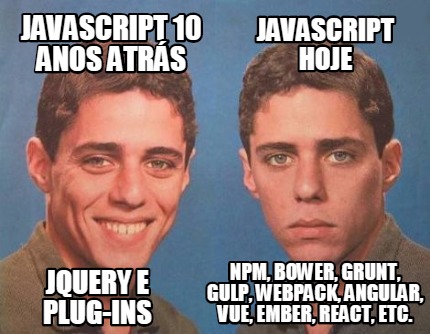 JAVASCRIPT 10
ANOS ATRÁS
JAVASCRIPT
HOJE
JQUERY E
PLUG-INS
NPM, BOWER, GRUNT,
GULP, WEBPACK, ANGULAR,
VUE, EMBER, REACT, ETC.